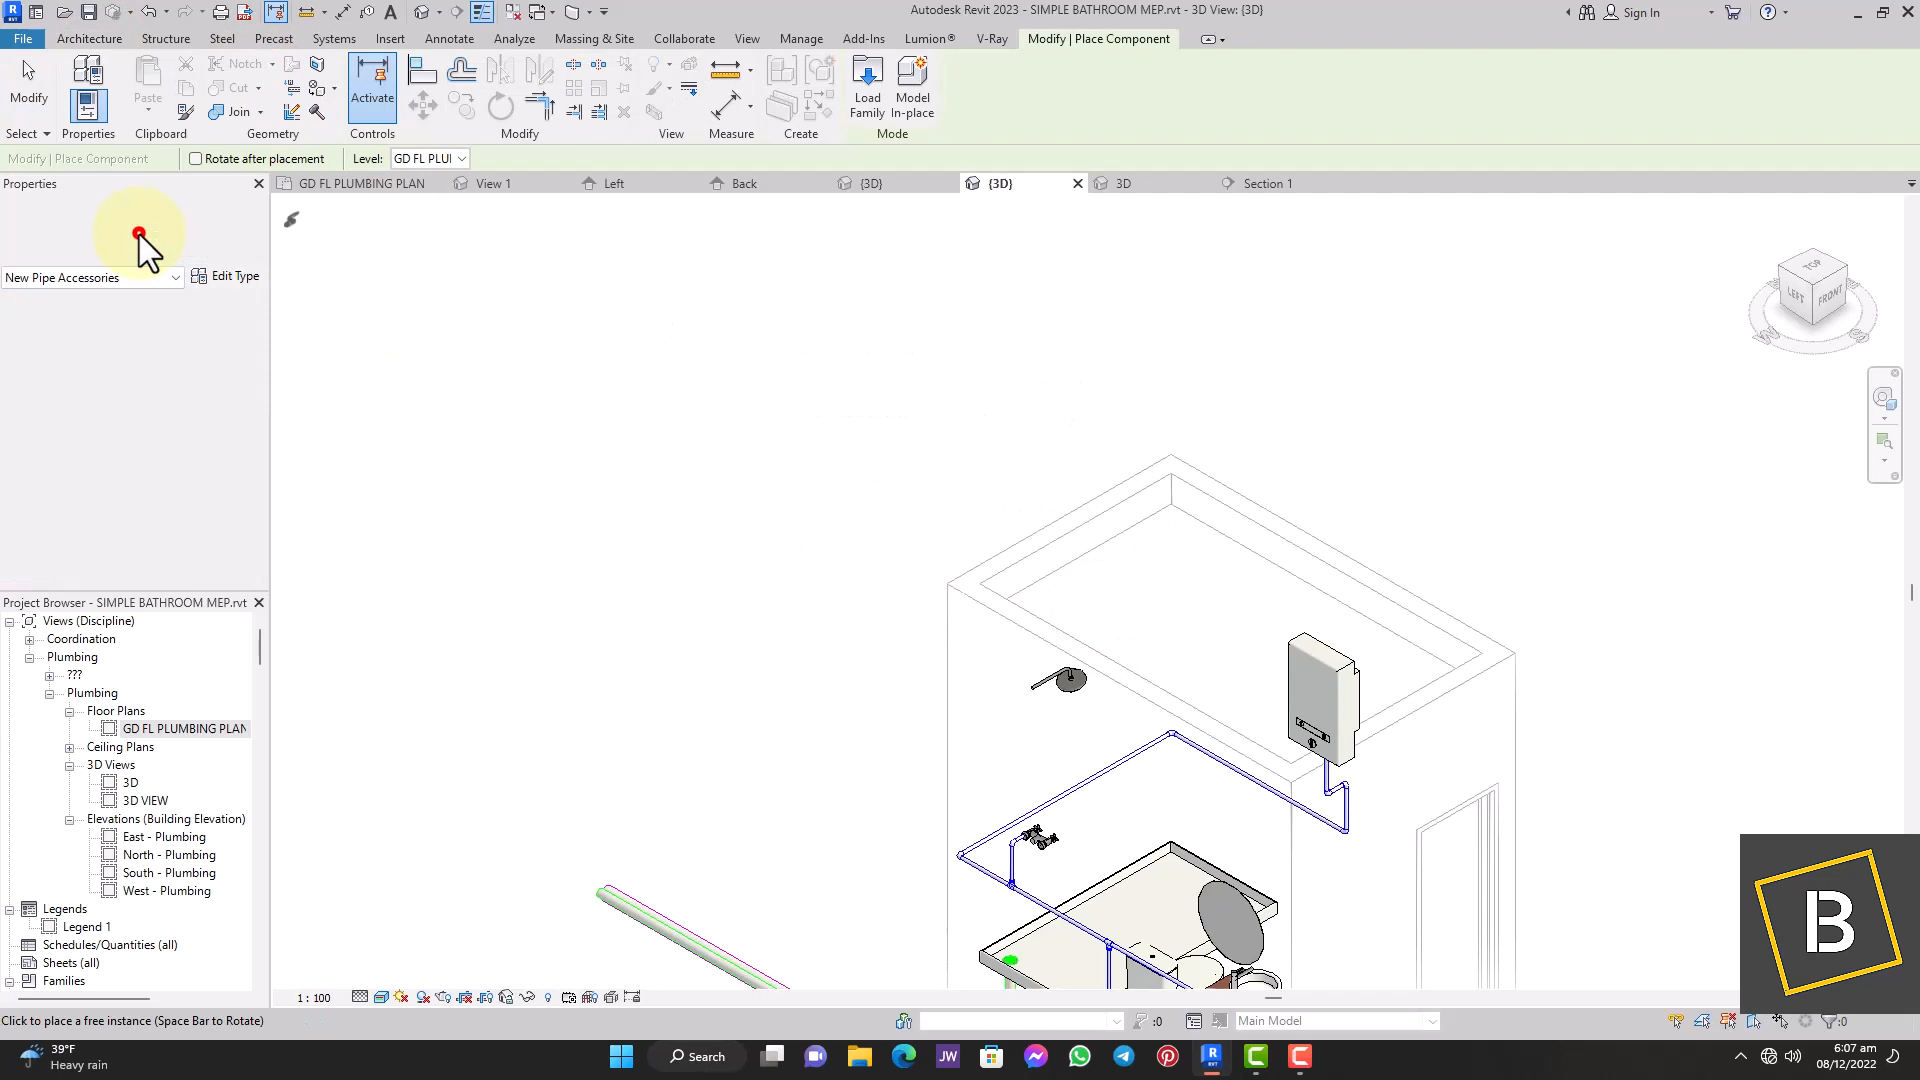 Autodesk Revit 2023 - SIMPLE BATHROOM MEP.rvt - 3D View: {3D}
Sign In
File Architecture Structure Steel Precast Systems Insert Annotate Analyze Massing & Site Collaborate View Manage Add-Ins Lumion® V-Ray Modify | Place Component
Modify
Paste
Notch
Cut
Join
Activate
Load Family
Model In-place
Select Properties Clipboard Geometry Controls Modify View Measure Create Mode
Modify | Place Component
Rotate after placement
Level:
GD FL PLUI
Properties
GD FL PLUMBING PLAN
View 1
Left
Back
{3D}
{3D}
3D
Section 1
New Pipe Accessories
Edit Type
TOP
LEFT
FRONT
W
S
Project Browser - SIMPLE BATHROOM MEP.rvt
Views (Discipline)
Coordination
Plumbing
???
Plumbing
Floor Plans
GD FL PLUMBING PLAN
Ceiling Plans
3D Views
3D
3D VIEW
Elevations (Building Elevation)
East - Plumbing
North - Plumbing
South - Plumbing
West - Plumbing
Legends
Legend 1
Schedules/Quantities (all)
Sheets (all)
Families
1 : 100
B
Click to place a free instance (Space Bar to Rotate)
:0
Main Model
:0
39°F
Heavy rain
Search
JW
R
RVT
6:07 am
08/12/2022